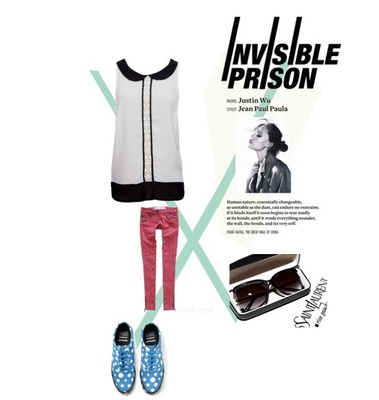 INVISIBLE
PRISON
PHOTOS Justin Wu
STYLIST Jean Paul Paula
Human nature, essentially changeable,
as unstable as the dust, can endure no restraint;
if it binds itself it soon begins to tear madly
at its bonds, until it rends everything asunder,
the wall, the bonds, and its very self.
FRANZ KAFKA, THE GREAT WALL OF CHINA
SAINT LAURENT